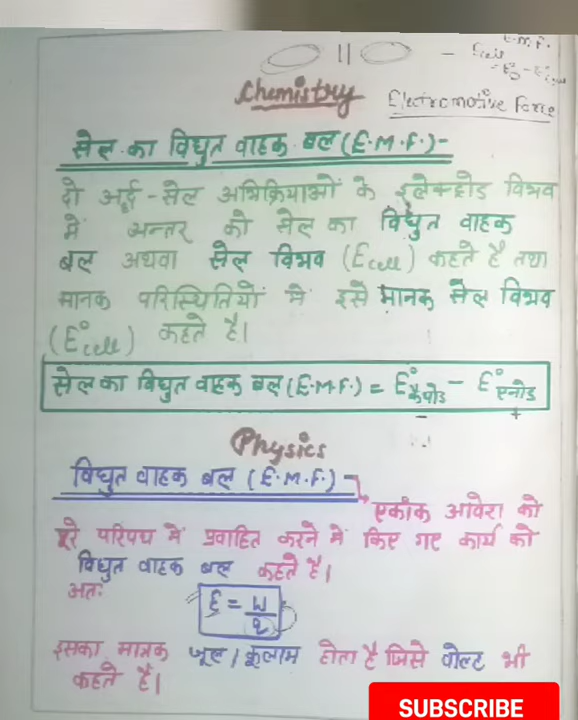 E.M.F.
Chemistry
Electromotive Force
सेल का विद्युत वाहक बल (E.M.F.)-
दो अर्द्ध-सेल अभिक्रियाओं के इलेक्ट्रोड विभव
में अन्तर को सेल का विद्युत वाहक
बल अथवा सेल विभव (Ecell) कहते है तथा
मानक परिस्थितियों में इसे मानक सेल विभव
(E°cell) कहते है।
सेल का विद्युत वाहक बल (E.M.F.) = E°कैथोड - E°एनोड
- +
Physics
विद्युत वाहक बल (E.M.F.)-
एकांक आवेश को
पूरे परिपथ में प्रवाहित करने में किए गए कार्य को
विद्युत वाहक बल कहते है।
अतः
E = W/q
इसका मात्रक जूल/कूलाम होता है जिसे वोल्ट भी
कहते है।
SUBSCRIBE